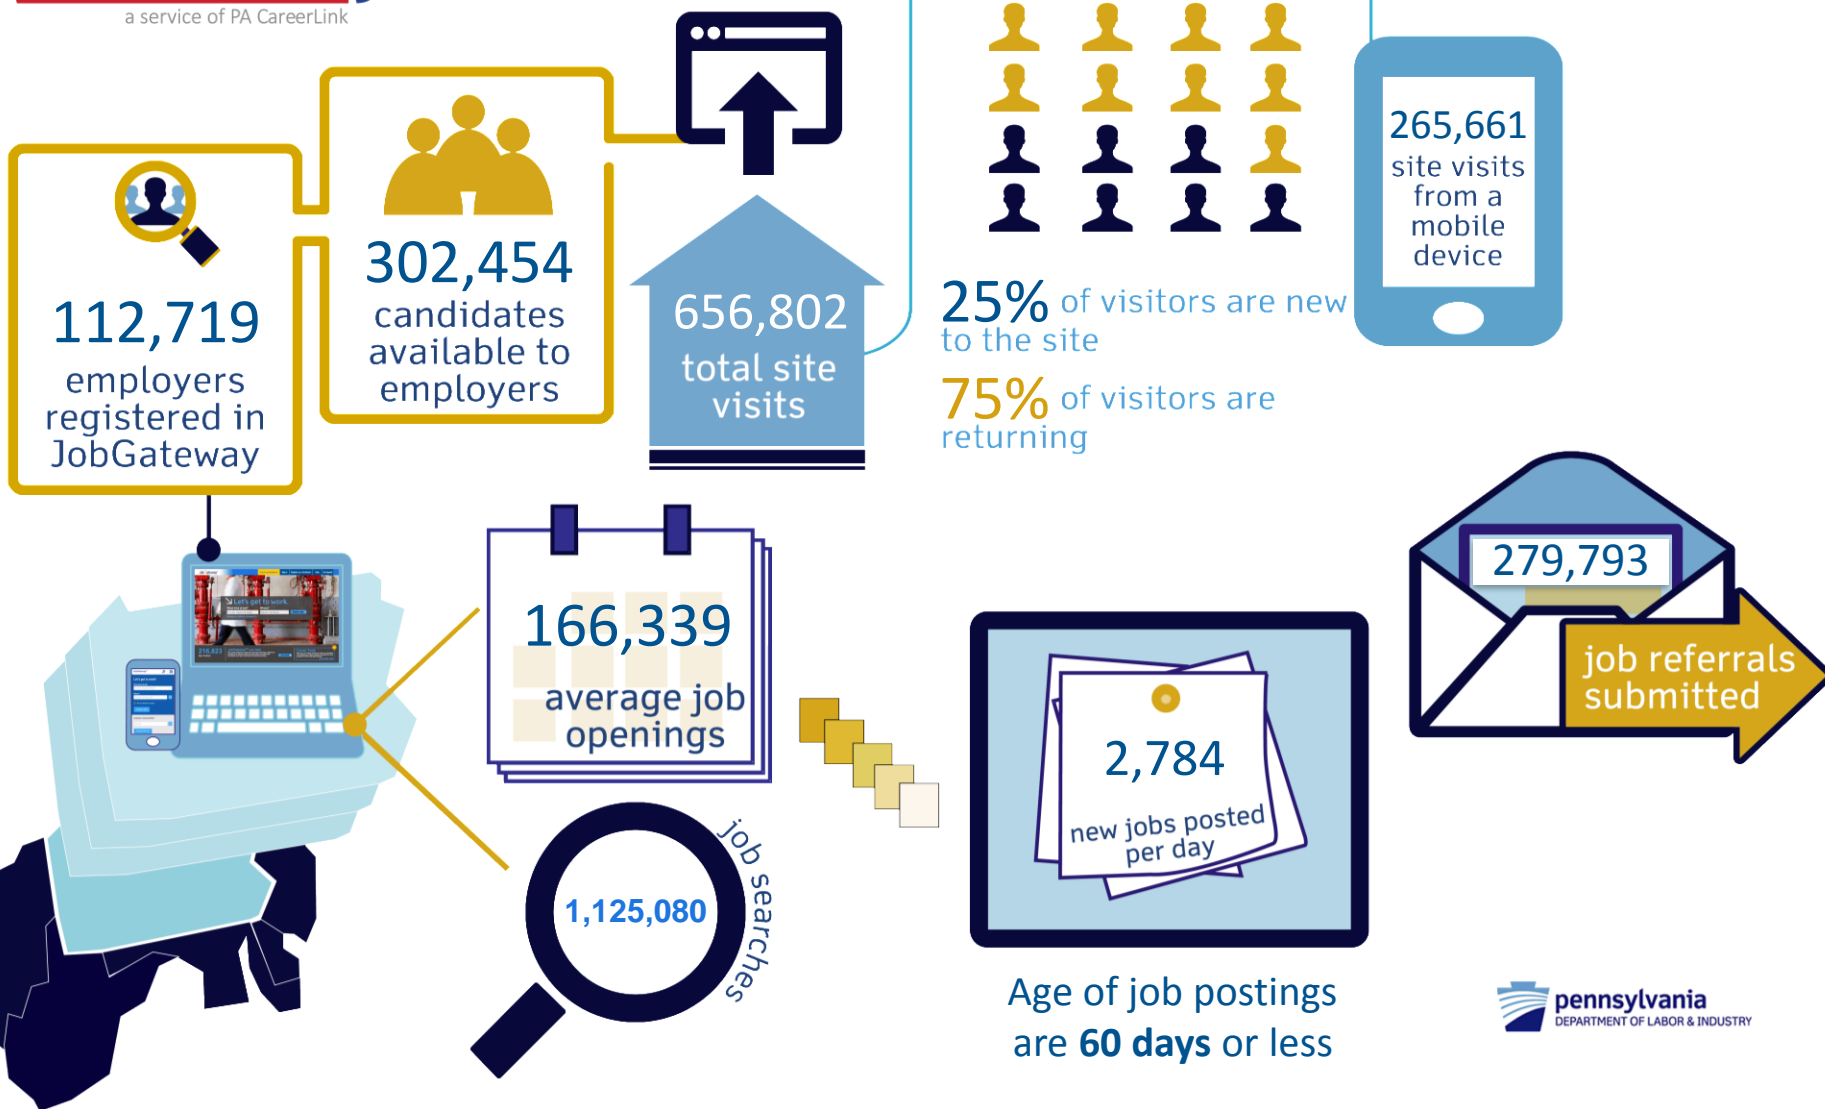 a service of PA CareerLink
112,719
employers
registered in
JobGateway
302,454
candidates
available to
employers
656,802
total site
visits
25% of visitors are new
to the site
75% of visitors are
returning
265,661
site visits
from a
mobile
device
Let's get to work.
166,339
average job
openings
1,125,080
job searches
2,784
new jobs posted
per day
Age of job postings
are 60 days or less
279,793
job referrals
submitted
pennsylvania
DEPARTMENT OF LABOR & INDUSTRY